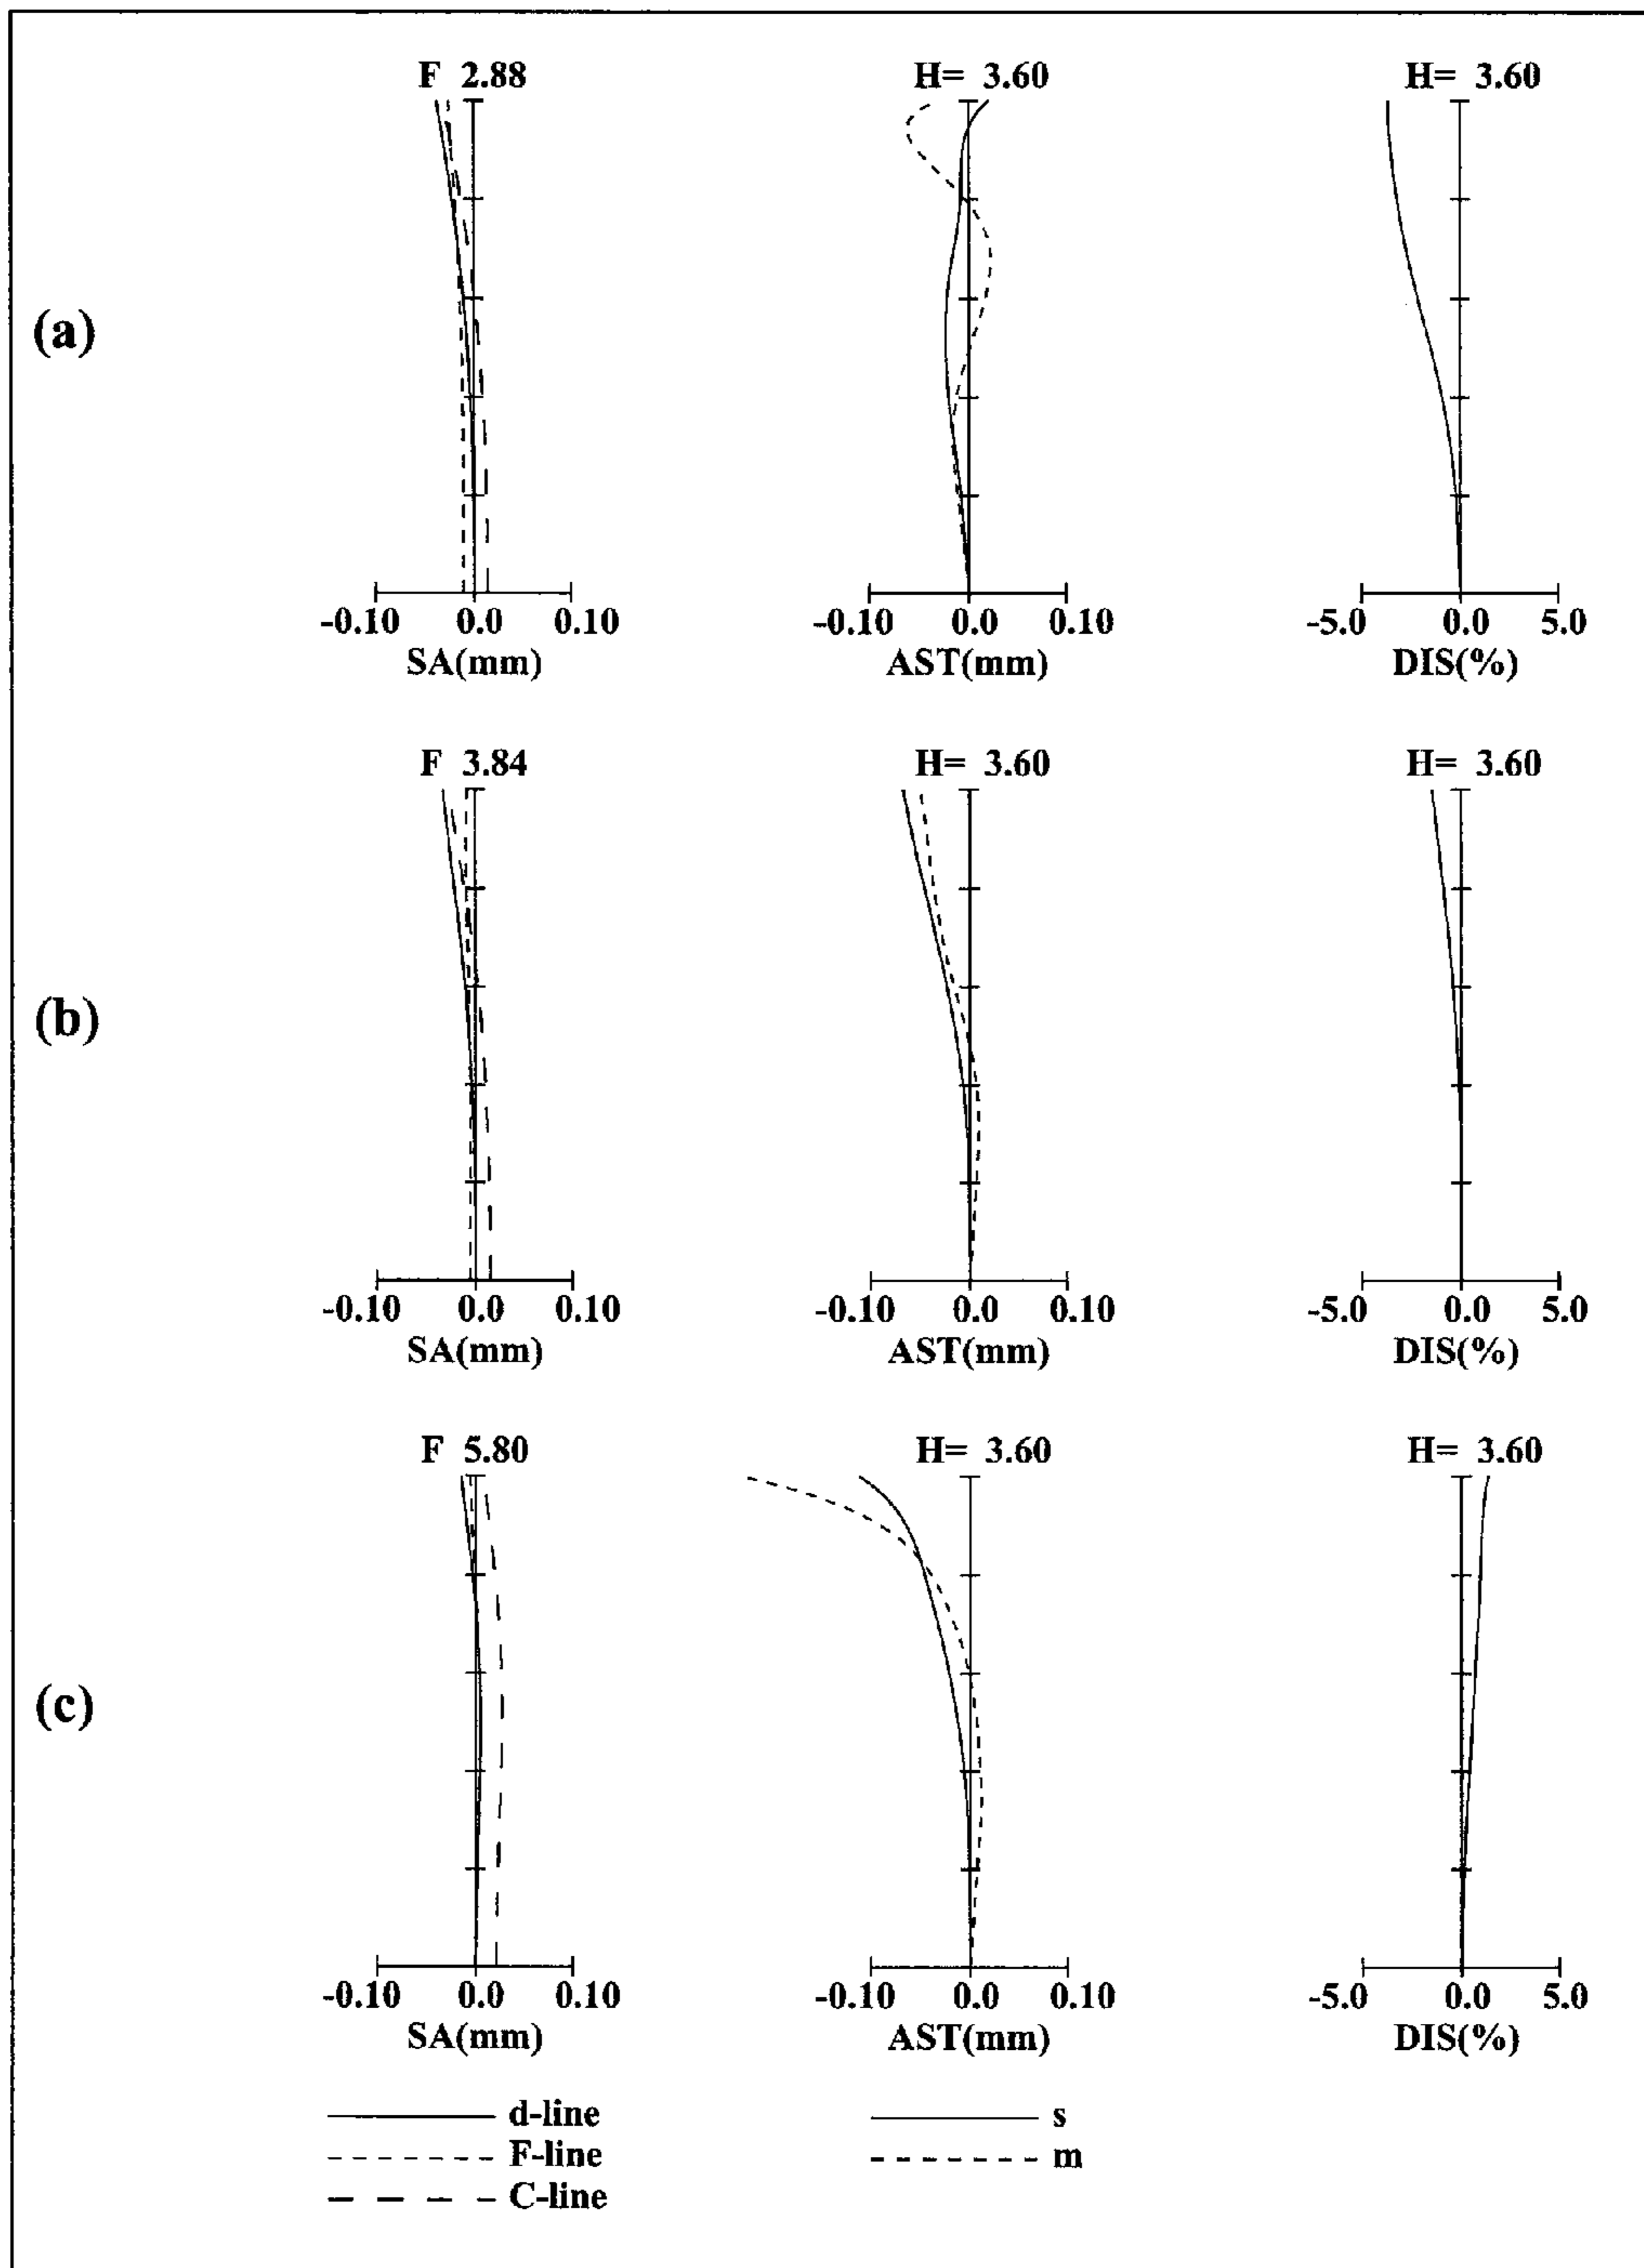 F 2.88 H= 3.60 H= 3.60
(a)
-0.10 0.0 0.10 -0.10 0.0 0.10 -5.0 0.0 5.0
SA(mm) AST(mm) DIS(%)
F 3.84 H= 3.60 H= 3.60
(b)
-0.10 0.0 0.10 -0.10 0.0 0.10 -5.0 0.0 5.0
SA(mm) AST(mm) DIS(%)
F 5.80 H= 3.60 H= 3.60
(c)
-0.10 0.0 0.10 -0.10 0.0 0.10 -5.0 0.0 5.0
SA(mm) AST(mm) DIS(%)
d-line s
F-line m
C-line